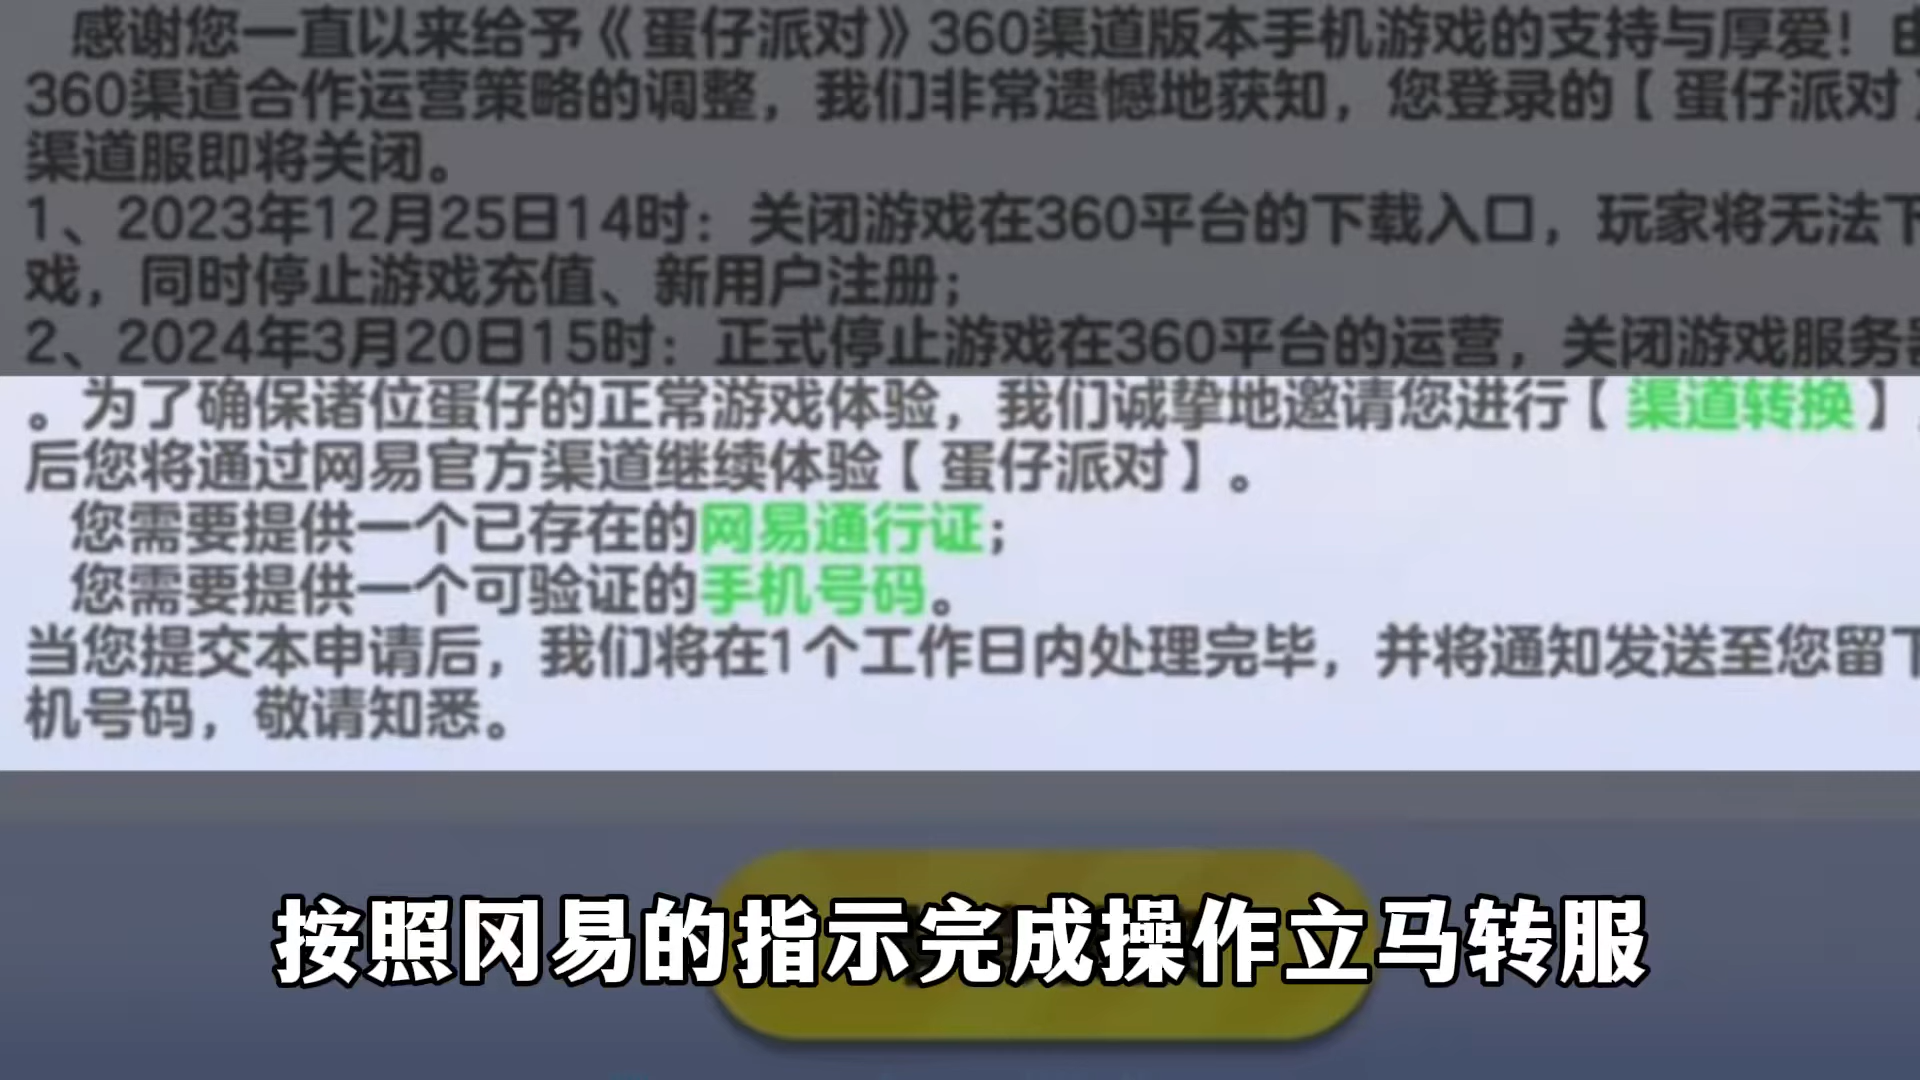 感谢您一直以来给予《蛋仔派对》360渠道版本手机游戏的支持与厚爱！由
360渠道合作运营策略的调整，我们非常遗憾地获知，您登录的【蛋仔派对】
渠道服即将关闭。
1、2023年12月25日14时：关闭游戏在360平台的下载入口，玩家将无法下
戏，同时停止游戏充值、新用户注册；
2、2024年3月20日15时：正式停止游戏在360平台的运营，关闭游戏服务器
。为了确保诸位蛋仔的正常游戏体验，我们诚挚地邀请您进行【渠道转换】，
后您将通过网易官方渠道继续体验【蛋仔派对】。
您需要提供一个已存在的网易通行证；
您需要提供一个可验证的手机号码。
当您提交本申请后，我们将在1个工作日内处理完毕，并将通知发送至您留下
机号码，敬请知悉。
按照冈易的指示完成操作立马转服